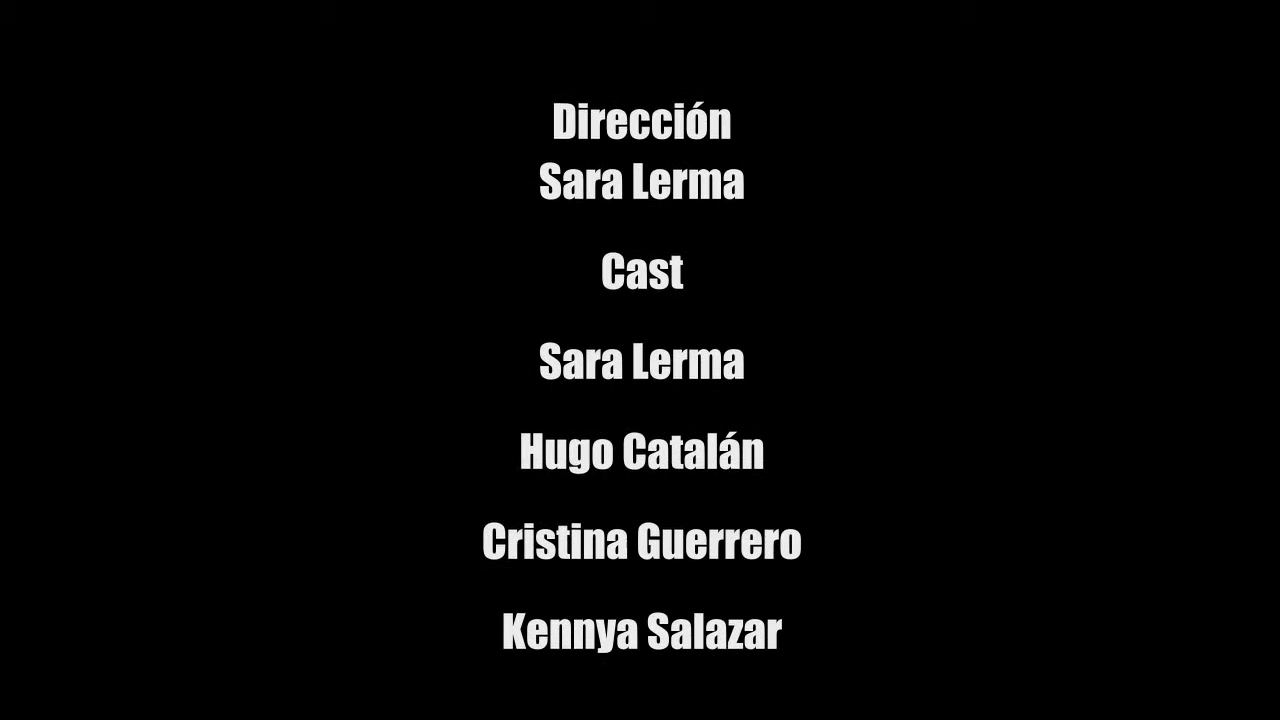 Dirección
Sara Lerma
Cast
Sara Lerma
Hugo Catalán
Cristina Guerrero
Kennya Salazar